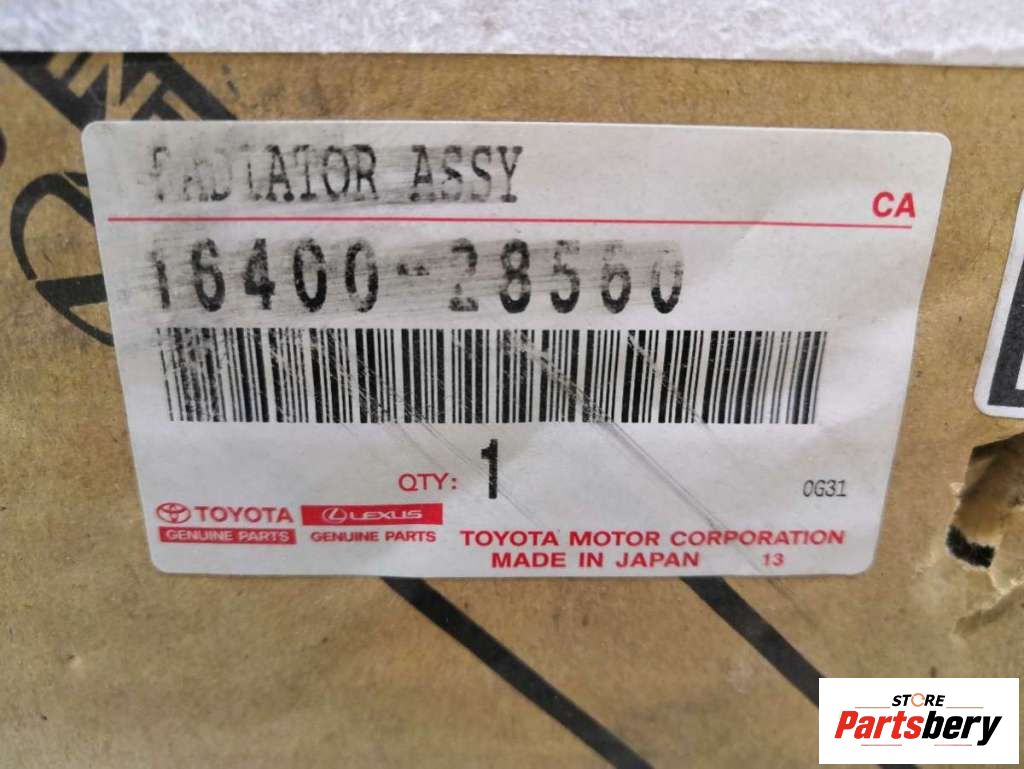 RADIATOR ASSY
CA
16400-28560
QTY: 1
0G31
TOYOTA
GENUINE PARTS
LEXUS
GENUINE PARTS
TOYOTA MOTOR CORPORATION
MADE IN JAPAN 13
STORE
Partsbery